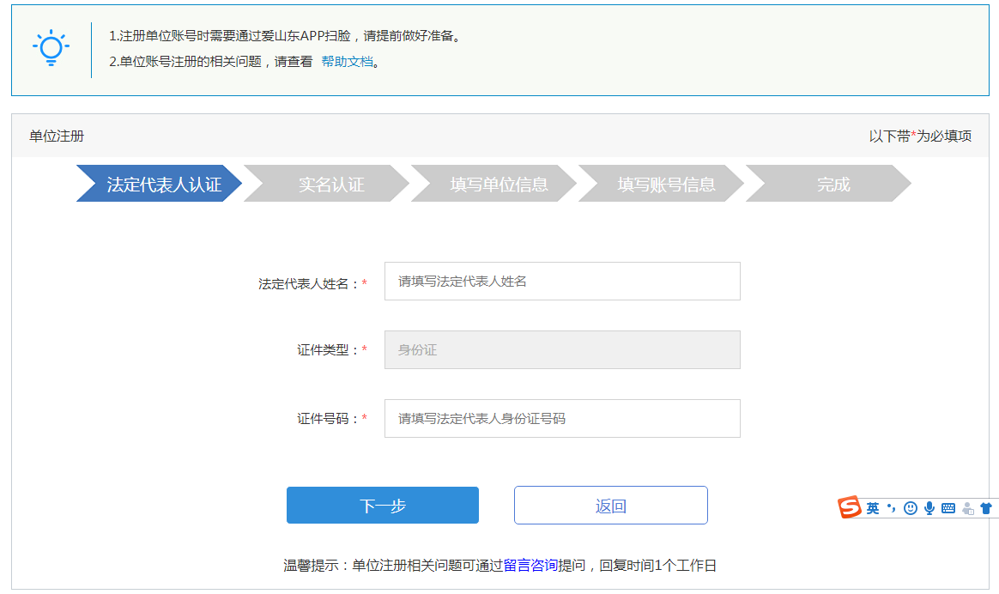 1.注册单位账号时需要通过爱山东APP扫脸，请提前做好准备。
2.单位账号注册的相关问题，请查看 帮助文档。
单位注册 以下带*为必填项
法定代表人认证 实名认证 填写单位信息 填写账号信息 完成
法定代表人姓名：* 请填写法定代表人姓名
证件类型：* 身份证
证件号码：* 请填写法定代表人身份证号码
下一步 返回
S 英
温馨提示：单位注册相关问题可通过留言咨询提问，回复时间1个工作日